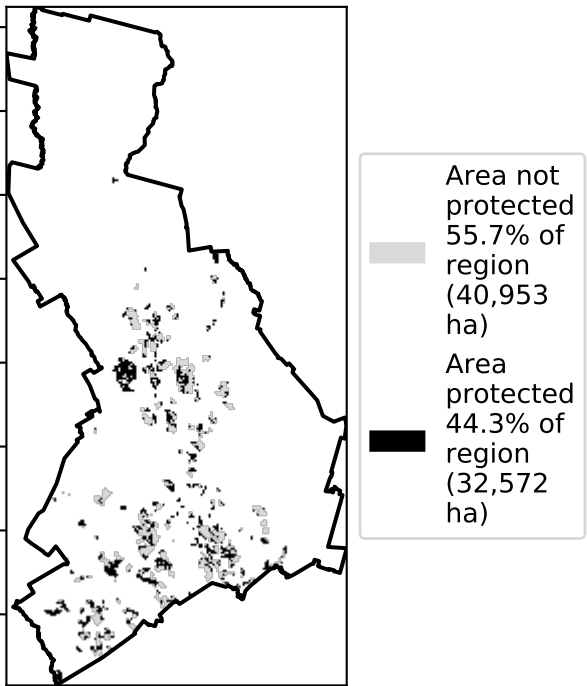 Area not
protected
55.7% of
region
(40,953
ha)
Area
protected
44.3% of
region
(32,572
ha)